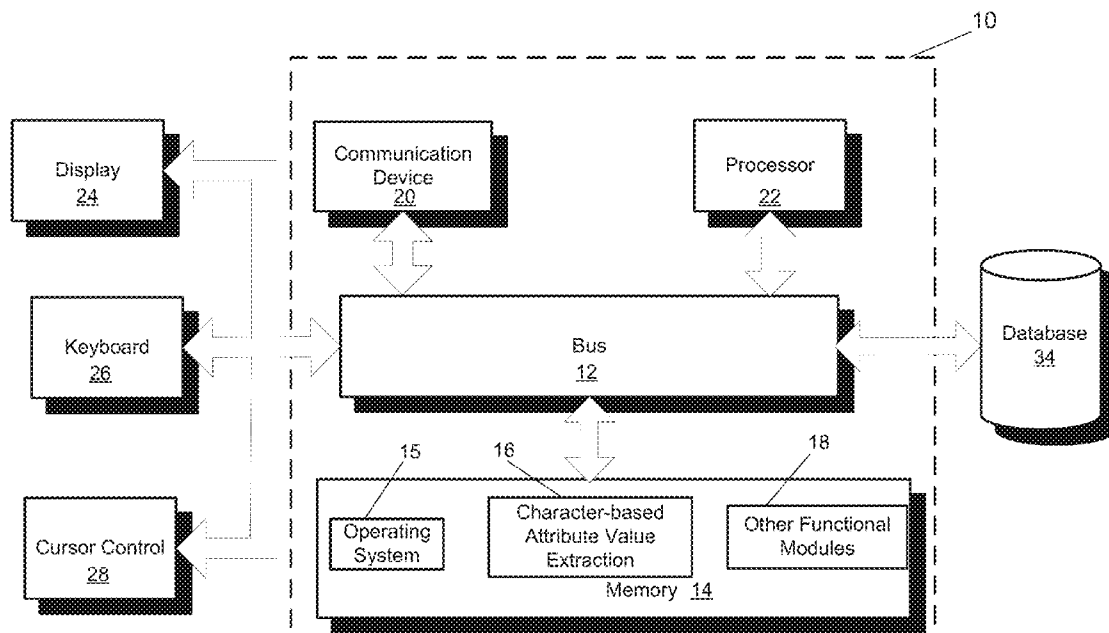 10
Display
24
Communication
Device
20
Processor
22
Keyboard
26
Bus
12
Database
34
15
16
18
Cursor Control
28
Operating
System
Character-based
Attribute Value
Extraction
Other Functional
Modules
Memory 14